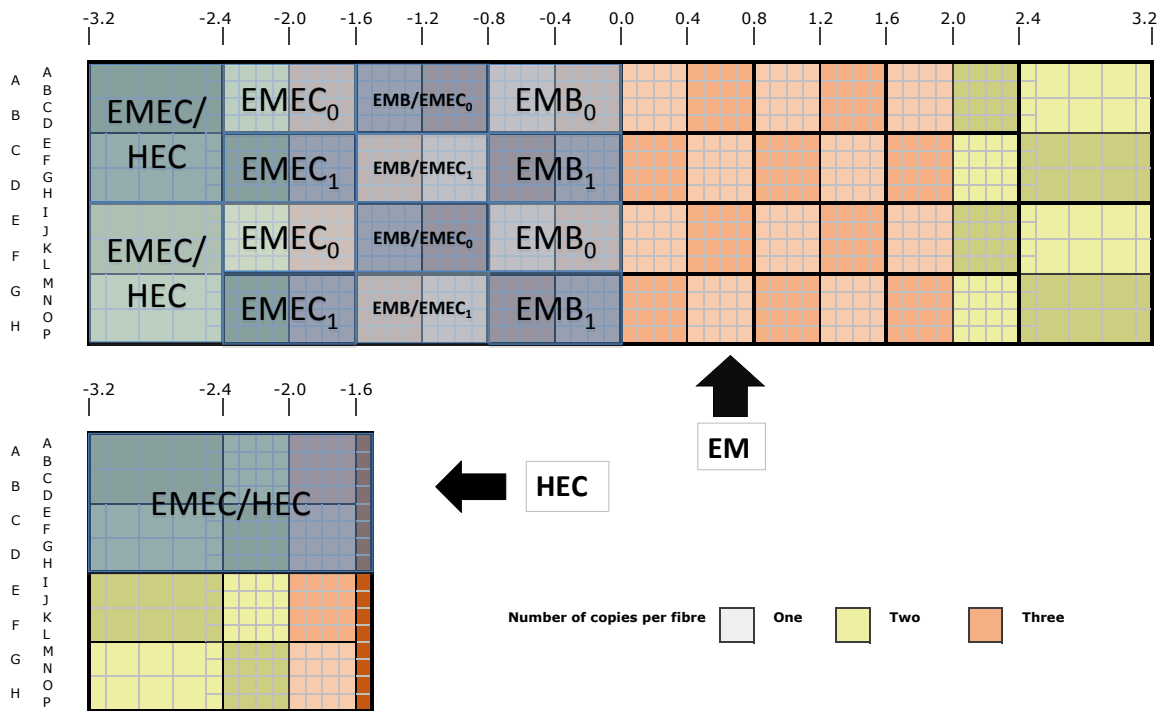 -3.2 -2.4 -2.0 -1.6 -1.2 -0.8 -0.4 0.0 0.4 0.8 1.2 1.6 2.0 2.4 3.2
A
B
C
D
E
F
G
H
A
B
C
D
E
F
G
H
I
J
K
L
M
N
O
P
EMEC/
HEC
EMEC₀ EMB/EMEC₀ EMB₀
EMEC₁ EMB/EMEC₁ EMB₁
EMEC/
HEC
EMEC₀ EMB/EMEC₀ EMB₀
EMEC₁ EMB/EMEC₁ EMB₁
EM
-3.2 -2.4 -2.0 -1.6
A
B
C
D
E
F
G
H
A
B
C
D
E
F
G
H
I
J
K
L
M
N
O
P
EMEC/HEC
HEC
Number of copies per fibre One Two Three